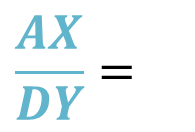 AX
DY =